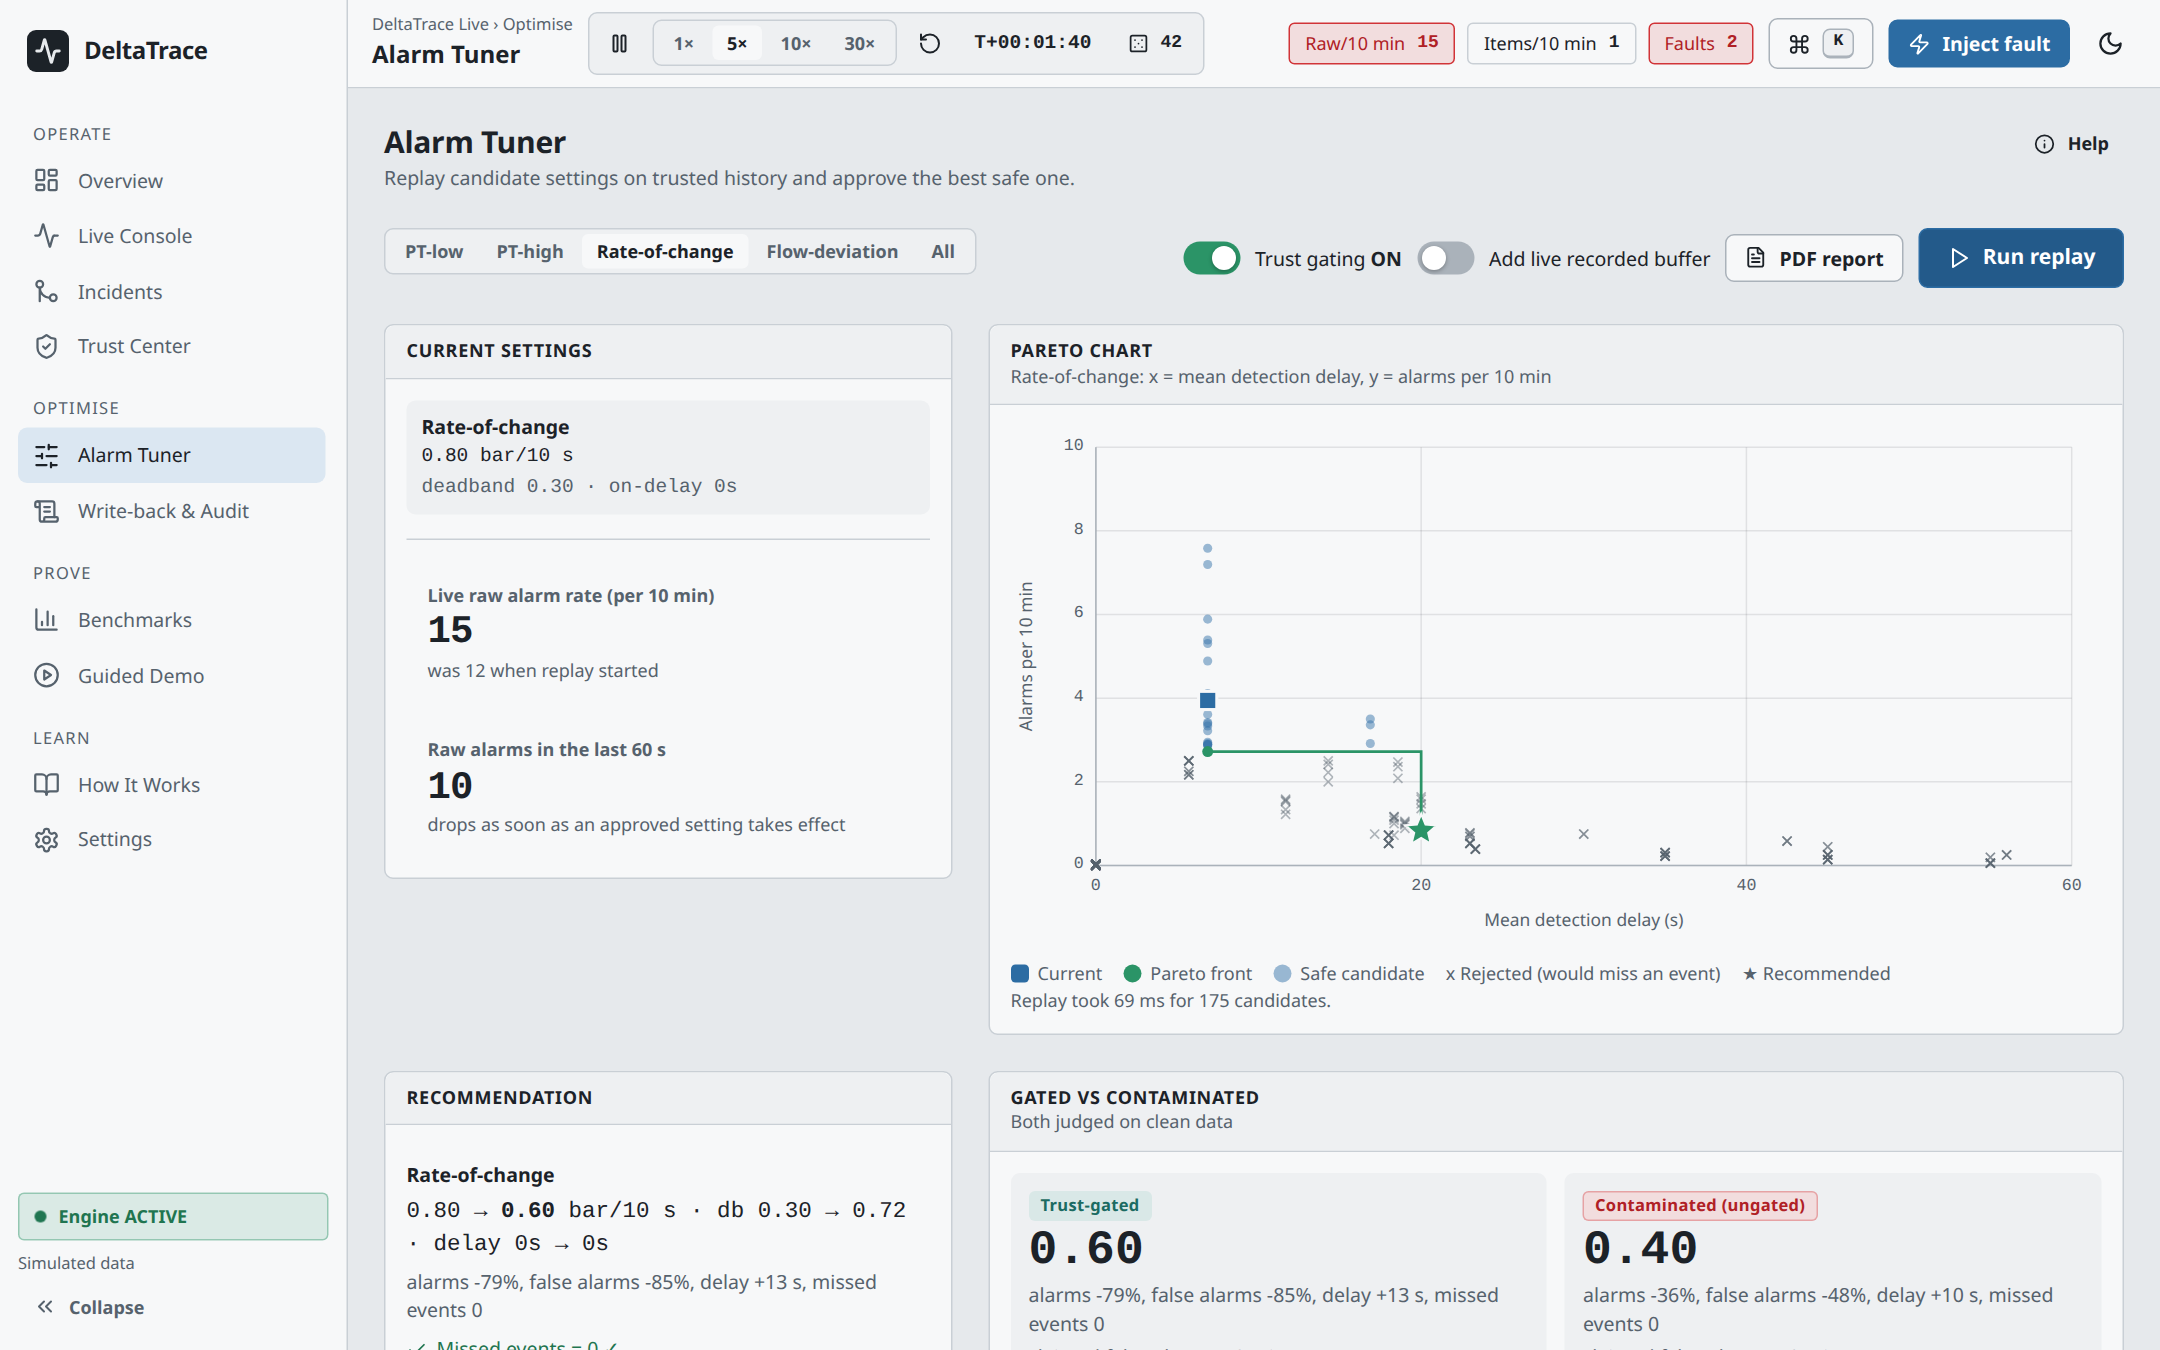 DeltaTrace
OPERATE
Overview
Live Console
Incidents
Trust Center
OPTIMISE
Alarm Tuner
Write-back & Audit
PROVE
Benchmarks
Guided Demo
LEARN
How It Works
Settings
Engine ACTIVE
Simulated data
Collapse
DeltaTrace Live › Optimise
Alarm Tuner
1× 5× 10× 30× T+00:01:40 42
Raw/10 min 15 Items/10 min 1 Faults 2 ⌘ K Inject fault
Alarm Tuner
Help
Replay candidate settings on trusted history and approve the best safe one.
PT-low PT-high Rate-of-change Flow-deviation All
Trust gating ON Add live recorded buffer PDF report Run replay
CURRENT SETTINGS
Rate-of-change
0.80 bar/10 s
deadband 0.30 · on-delay 0s
Live raw alarm rate (per 10 min)
15
was 12 when replay started
Raw alarms in the last 60 s
10
drops as soon as an approved setting takes effect
PARETO CHART
Rate-of-change: x = mean detection delay, y = alarms per 10 min
10
8
6
4
2
0
Alarms per 10 min
0 20 40 60
Mean detection delay (s)
Current Pareto front Safe candidate x Rejected (would miss an event) ★ Recommended
Replay took 69 ms for 175 candidates.
RECOMMENDATION
Rate-of-change
0.80 → 0.60 bar/10 s · db 0.30 → 0.72
· delay 0s → 0s
alarms -79%, false alarms -85%, delay +13 s, missed
events 0
✓ Missed events = 0 ✓
GATED VS CONTAMINATED
Both judged on clean data
Trust-gated
0.60
alarms -79%, false alarms -85%, delay +13 s, missed
events 0
Contaminated (ungated)
0.40
alarms -36%, false alarms -48%, delay +10 s, missed
events 0